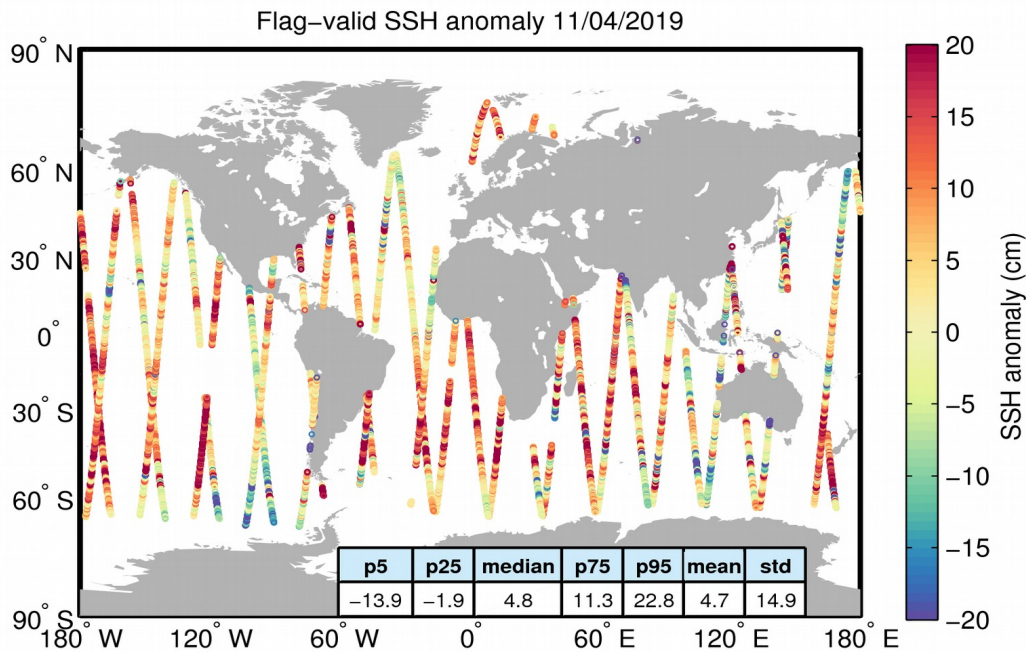 Flag−valid SSH anomaly 11/04/2019
90° N
60° N
30° N
0°
30° S
60° S
90° S
180° W
120° W
60° W
0°
60° E
120° E
180° E
p5 p25 median p75 p95 mean std
−13.9 −1.9 4.8 11.3 22.8 4.7 14.9
20
15
10
5
0
−5
−10
−15
−20
SSH anomaly (cm)